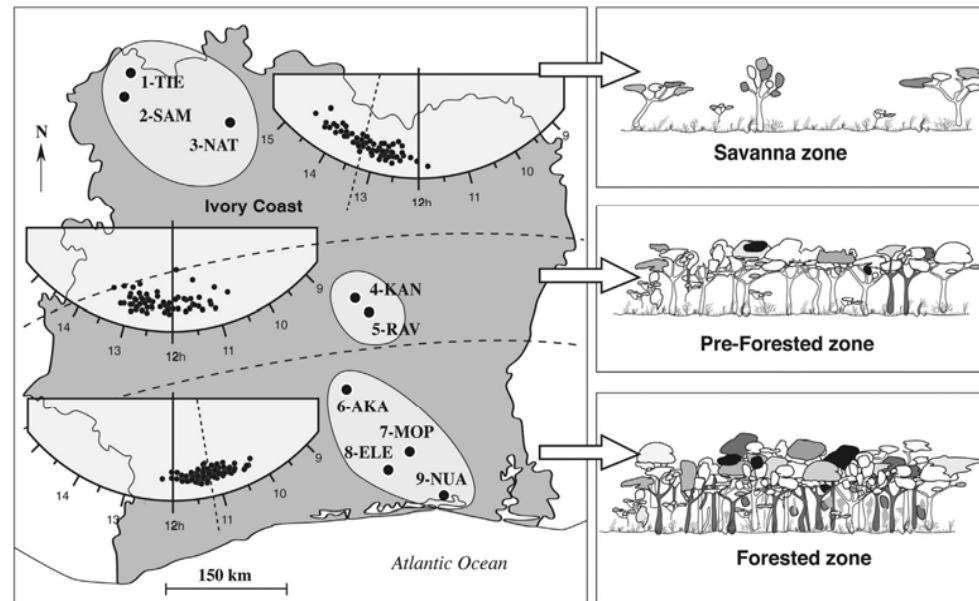 1-TIE
2-SAM
3-NAT
N
15
14
13
12h
11
10
9
Savanna zone
Ivory Coast
14
13
12h
11
10
9
4-KAN
5-RAV
Pre-Forested zone
14
13
12h
11
10
9
6-AKA
7-MOP
8-ELE
9-NUA
Forested zone
150 km
Atlantic Ocean